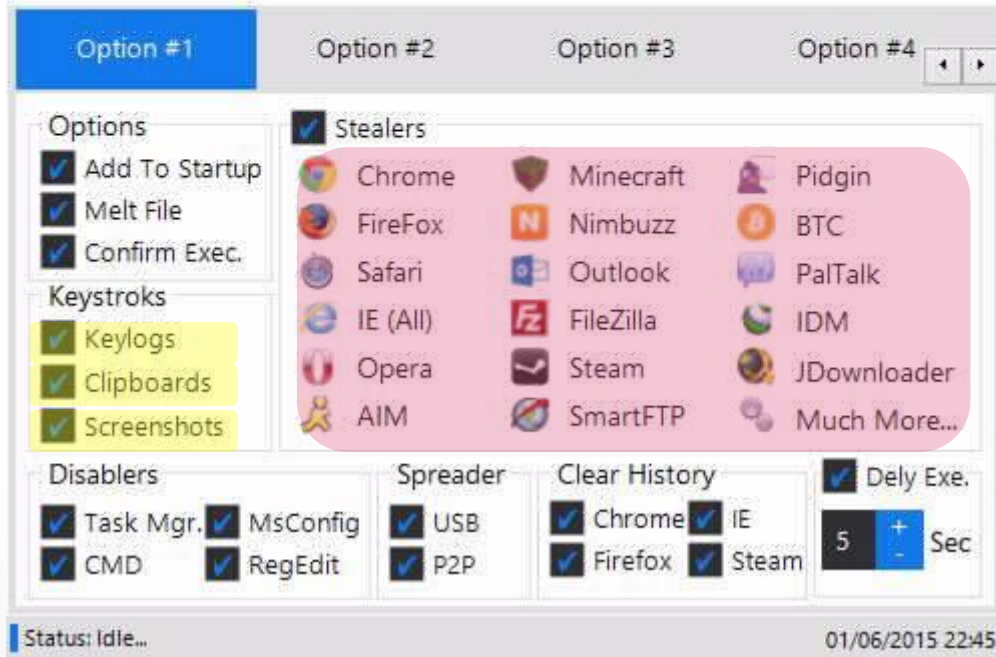 Option #1 Option #2 Option #3 Option #4
Options
Add To Startup
Melt File
Confirm Exec.
Keystroks
Keylogs
Clipboards
Screenshots
Stealers
Chrome Minecraft Pidgin
FireFox Nimbuzz BTC
Safari Outlook PalTalk
IE (All) FileZilla IDM
Opera Steam JDownloader
AIM SmartFTP Much More...
Disablers
Task Mgr. MsConfig
CMD RegEdit
Spreader
USB
P2P
Clear History
Chrome IE
Firefox Steam
Dely Exe.
5 + - Sec
Status: Idle... 01/06/2015 22:45